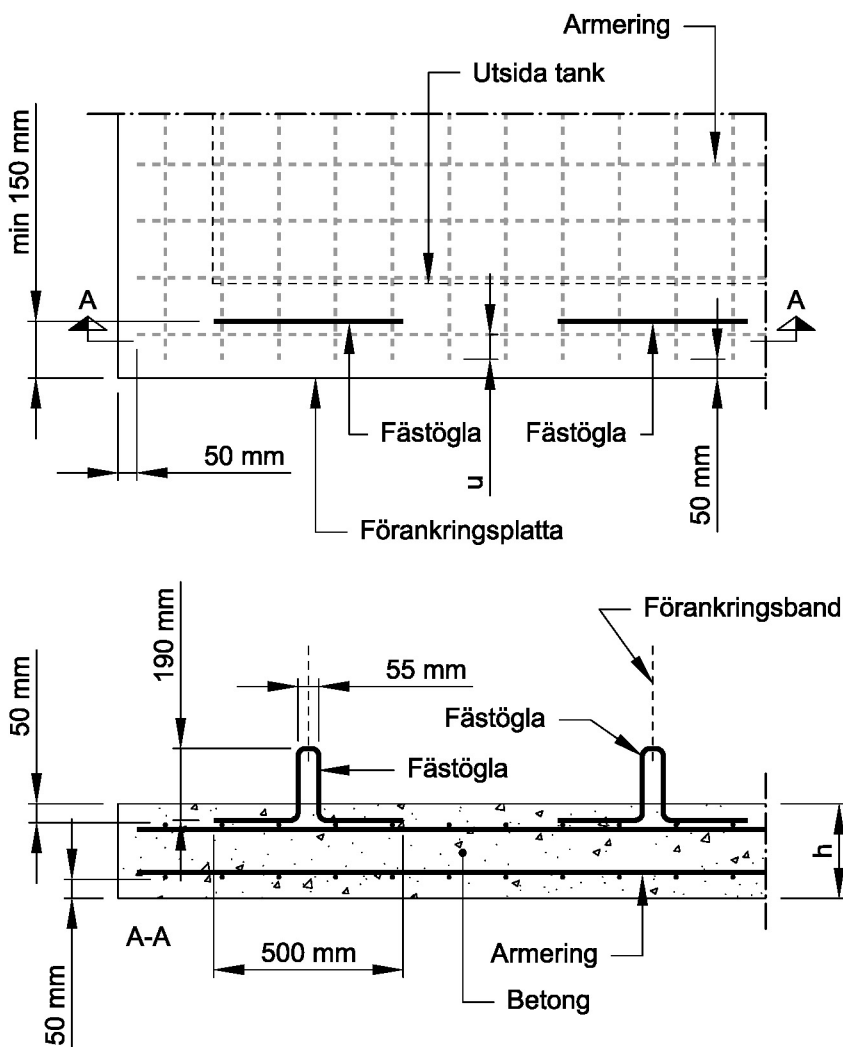 Armering
Utsida tank
min 150 mm
A
A
Fästögla
Fästögla
50 mm
u
50 mm
Förankringsplatta
190 mm
Förankringsband
50 mm
55 mm
Fästögla
Fästögla
h
A-A
500 mm
Armering
50 mm
Betong